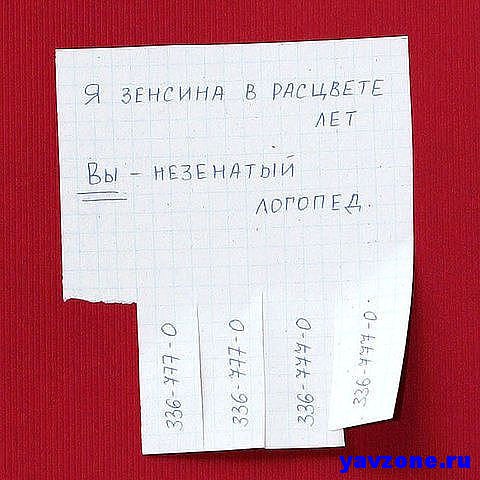 Я ЗЕНСИНА В РАСЦВЕТЕ
ЛЕТ
Вы - НЕЗЕНАТЫЙ
ЛОГОПЕД.
336-777-0
336-777-0
336-777-0
336-777-0
yavzone.ru